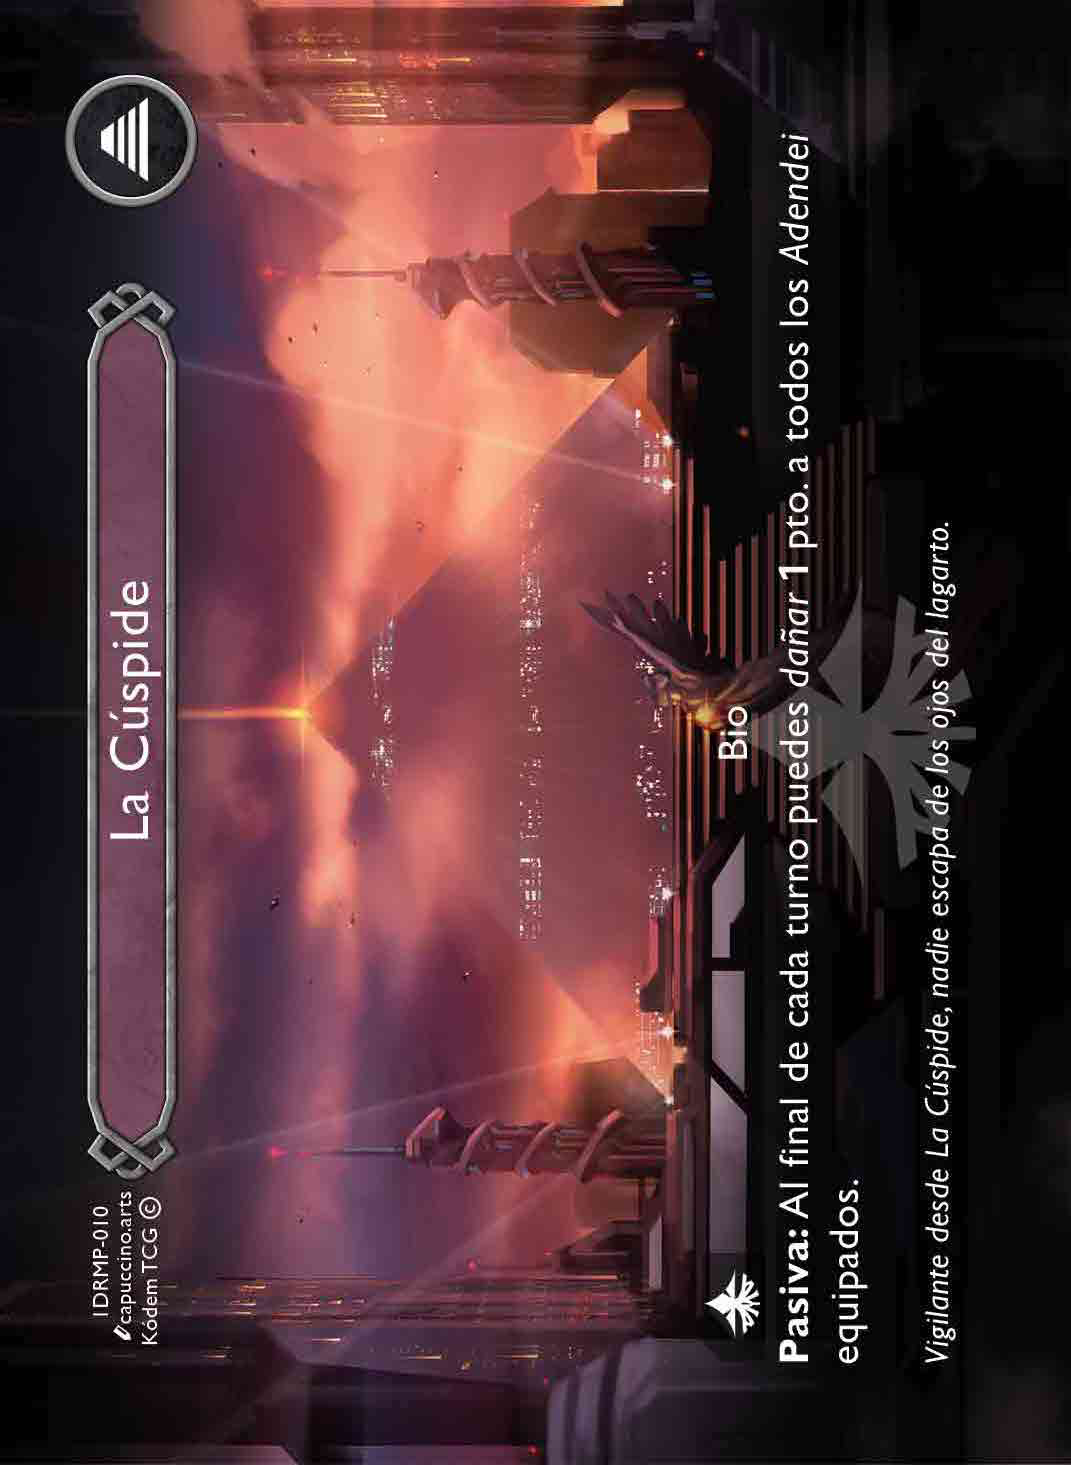 IDRMP-010
capuccino.arts
Kódem TCG ©
La Cúspide
Bio
Pasiva: Al final de cada turno puedes dañar 1 pto. a todos los Adendei
equipados.
Vigilante desde La Cúspide, nadie escapa de los ojos del lagarto.